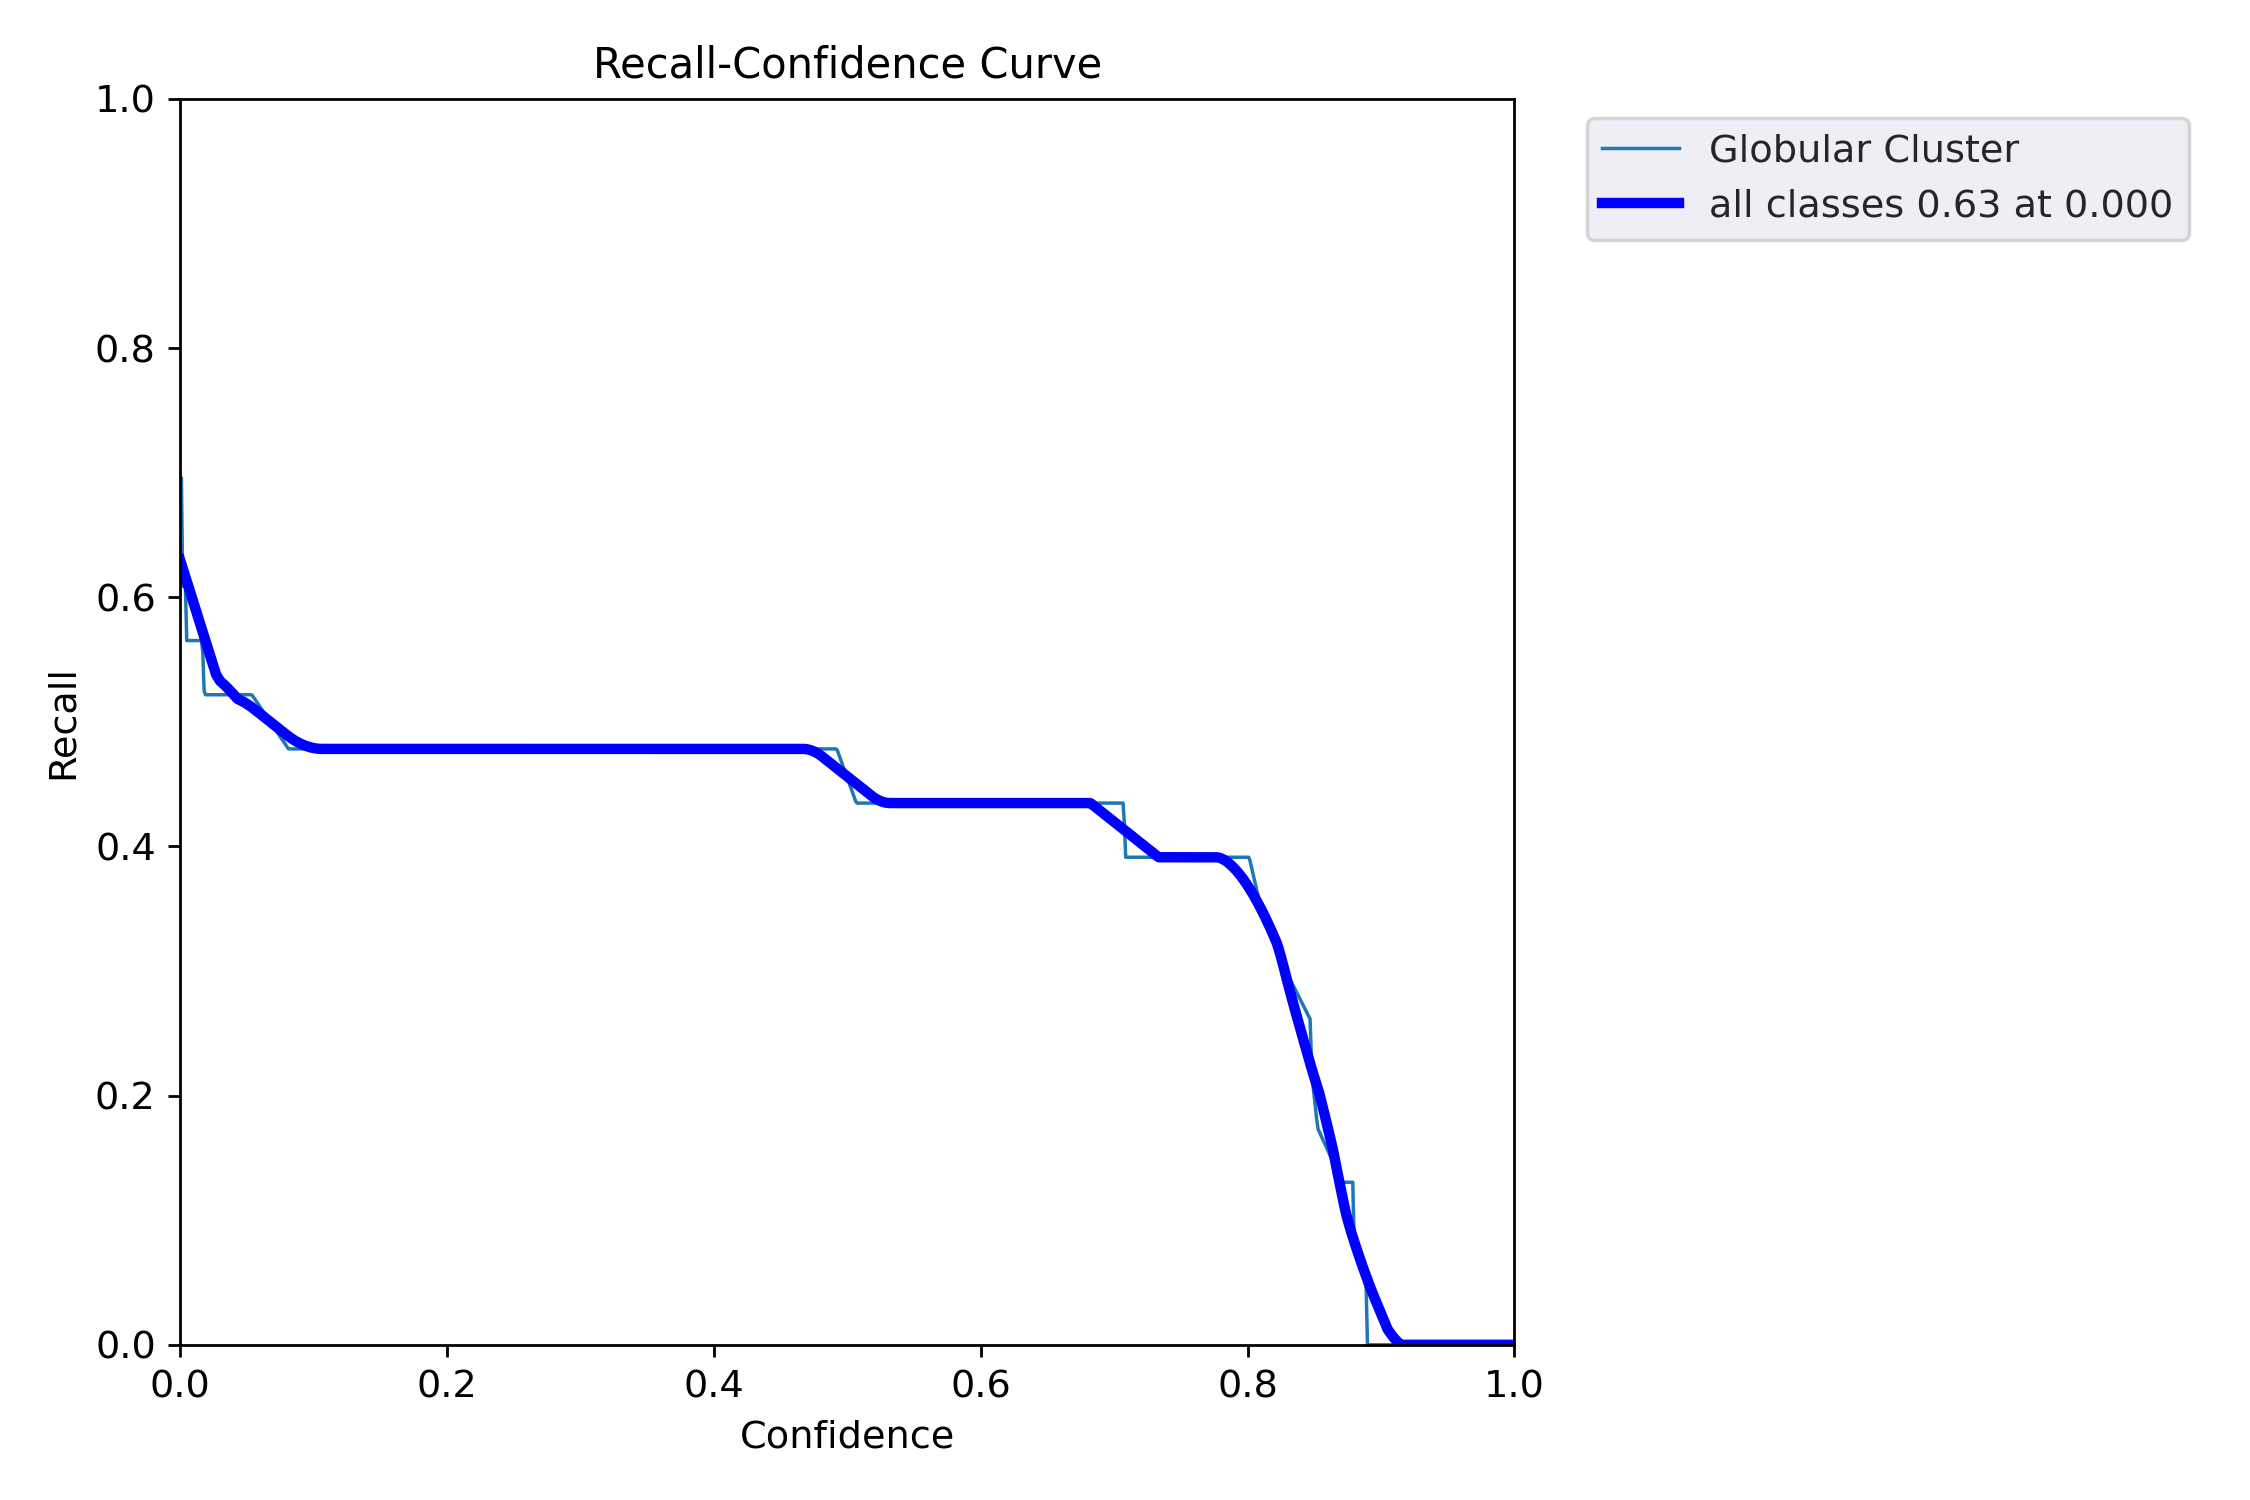 Recall-Confidence Curve
1.0
0.8
0.6
0.4
0.2
0.0
Recall
0.0 0.2 0.4 0.6 0.8 1.0
Confidence
Globular Cluster
all classes 0.63 at 0.000